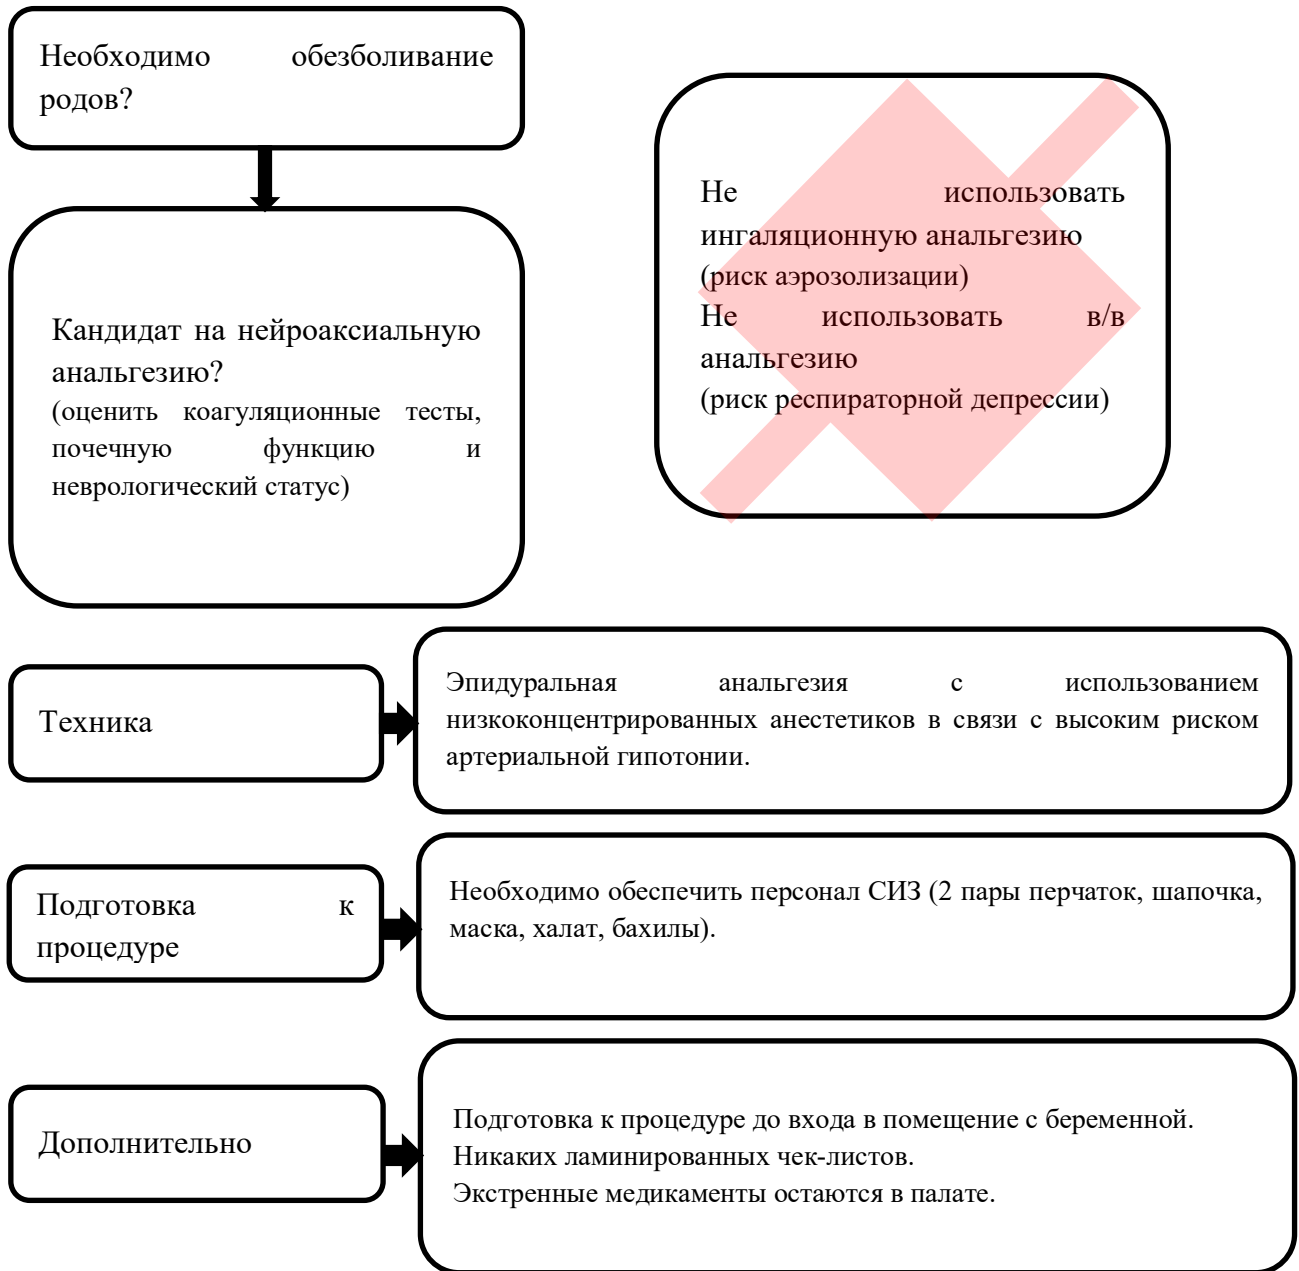 Необходимо обезболивание
родов?
Не использовать
ингаляционную анальгезию
(риск аэрозолизации)
Не использовать в/в
анальгезию
(риск респираторной депрессии)
Кандидат на нейроаксиальную
анальгезию?
(оценить коагуляционные тесты,
почечную функцию и
неврологический статус)
Техника
Эпидуральная анальгезия с использованием
низкоконцентрированных анестетиков в связи с высоким риском
артериальной гипотонии.
Подготовка к
процедуре
Необходимо обеспечить персонал СИЗ (2 пары перчаток, шапочка,
маска, халат, бахилы).
Дополнительно
Подготовка к процедуре до входа в помещение с беременной.
Никаких ламинированных чек-листов.
Экстренные медикаменты остаются в палате.